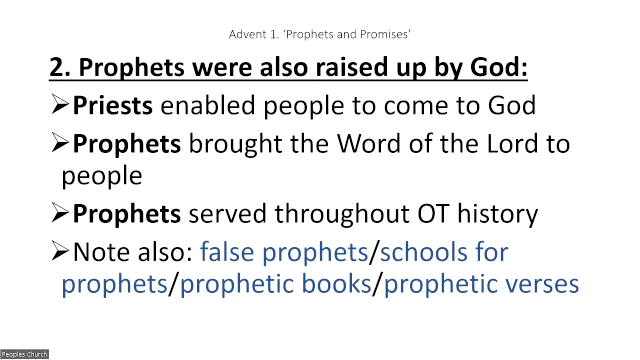 Advent 1. ‘Prophets and Promises’
2. Prophets were also raised up by God:
➢Priests enabled people to come to God
➢Prophets brought the Word of the Lord to
people
➢Prophets served throughout OT history
➢Note also: false prophets/schools for
prophets/prophetic books/prophetic verses
Peoples Church